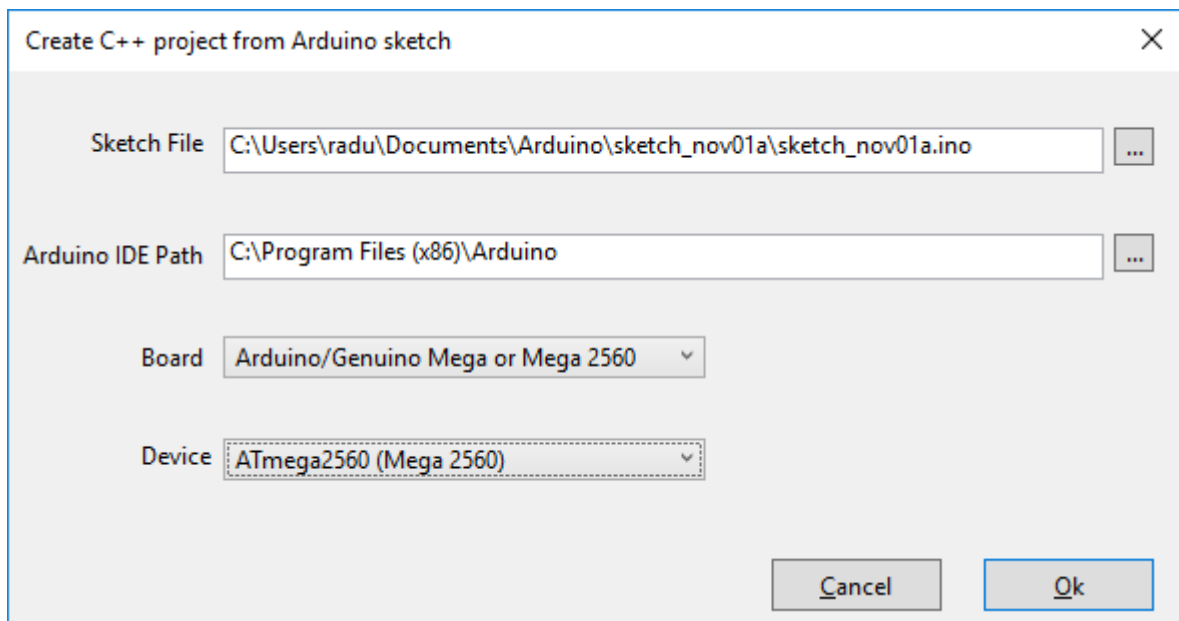 Create C++ project from Arduino sketch
Sketch File C:\Users\radu\Documents\Arduino\sketch_nov01a\sketch_nov01a.ino ...
Arduino IDE Path C:\Program Files (x86)\Arduino ...
Board Arduino/Genuino Mega or Mega 2560
Device ATmega2560 (Mega 2560)
Cancel Ok